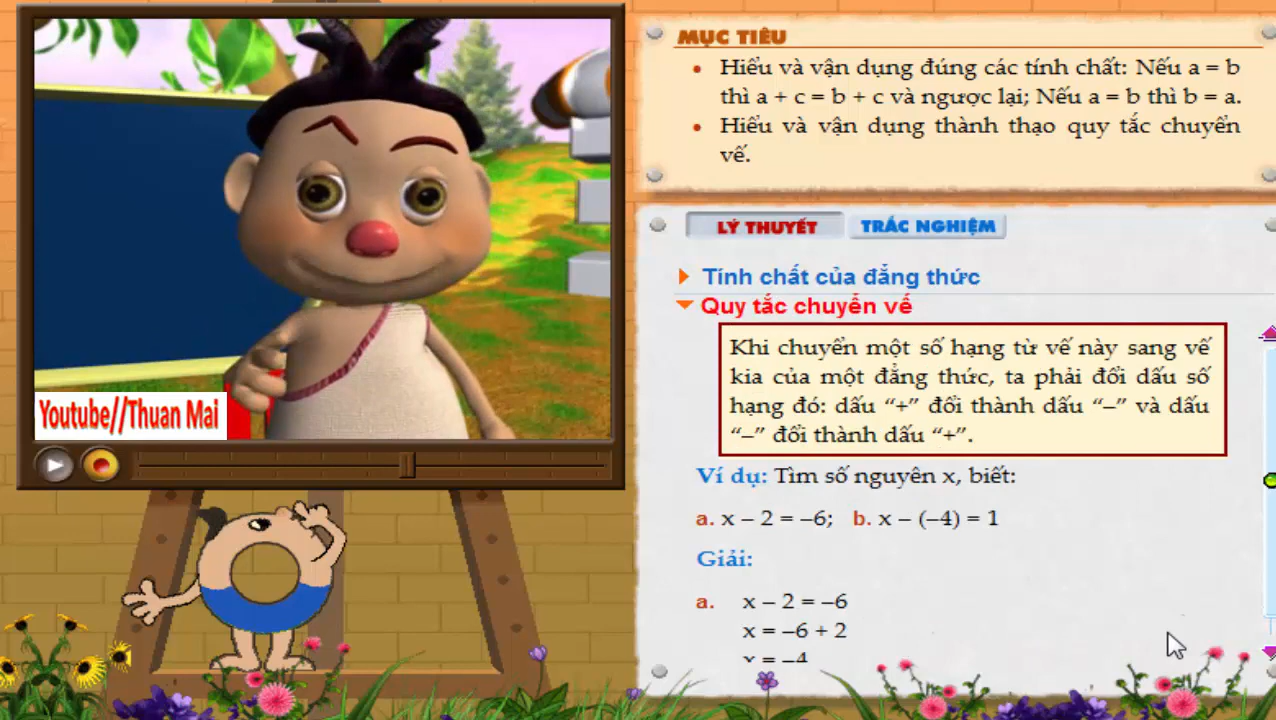 MỤC TIÊU
• Hiểu và vận dụng đúng các tính chất: Nếu a = b
thì a + c = b + c và ngược lại; Nếu a = b thì b = a.
• Hiểu và vận dụng thành thạo quy tắc chuyển
vế.
LÝ THUYẾT TRẮC NGHIỆM
Tính chất của đẳng thức
Quy tắc chuyển vế
Khi chuyển một số hạng từ vế này sang vế
kia của một đẳng thức, ta phải đổi dấu số
hạng đó: dấu “+” đổi thành dấu “–” và dấu
“–” đổi thành dấu “+”.
Ví dụ: Tìm số nguyên x, biết:
a. x – 2 = –6; b. x – (–4) = 1
Giải:
a. x – 2 = –6
x = –6 + 2
x = –4
Youtube//Thuan Mai